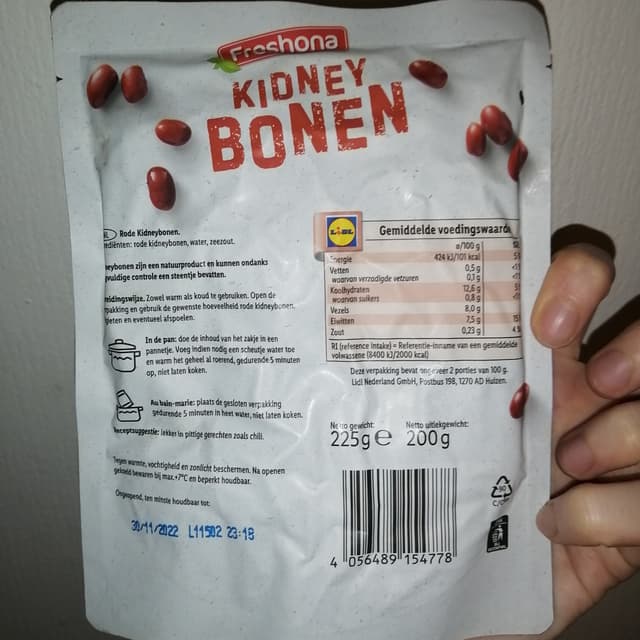 Freshona
KIDNEY
BONEN
Rode Kidneybonen.
rode kidneybonen, water, zeezout.
zijn een natuurproduct en kunnen ondanks
controle een steentje bevatten.
Zowel warm als koud te gebruiken. Open de
en gebruik de gewenste hoeveelheid rode kidneybonen,
en eventueel afspoelen.
In de pan: doe de inhoud van het zakje in een
pannetje. Voeg indien nodig een scheutje water toe
en warm het geheel al roerend, gedurende 5 minuten
op, niet laten koken.
Au bain-marie: plaats de gesloten verpakking
gedurende 5 minuten in heet water, niet laten koken.
Receptsuggestie: lekker in pittige gerechten zoals chili.
Tegen warmte, vochtigheid en zonlicht beschermen. Na openen
gekoeld bewaren bij max.+7°C en beperkt houdbaar.
Ongeopend, ten minste houdbaar tot:
30/11/2022 L11502 23:18
LIDL
Gemiddelde
ø/100 g
Energie 424 kJ/101 kcal
Vetten 0,5 g
waarvan verzadigde vetzuren 0,1 g
Koolhydraten 12,6 g
waarvan suikers 0,8 g
Vezels 8,0 g
Eiwitten 7,5 g
Zout 0,23 g
RI (reference intake) = Referentie-inname van een gemiddelde
volwassene (8400 kJ/2000 kcal)
Deze verpakking bevat ongeveer 2 porties van 100 g.
Lidl Nederland GmbH, Postbus 198, 1270 AD Huizen.
Netto gewicht: Netto uitlekgewicht:
225g e 200g
4 056489 154778